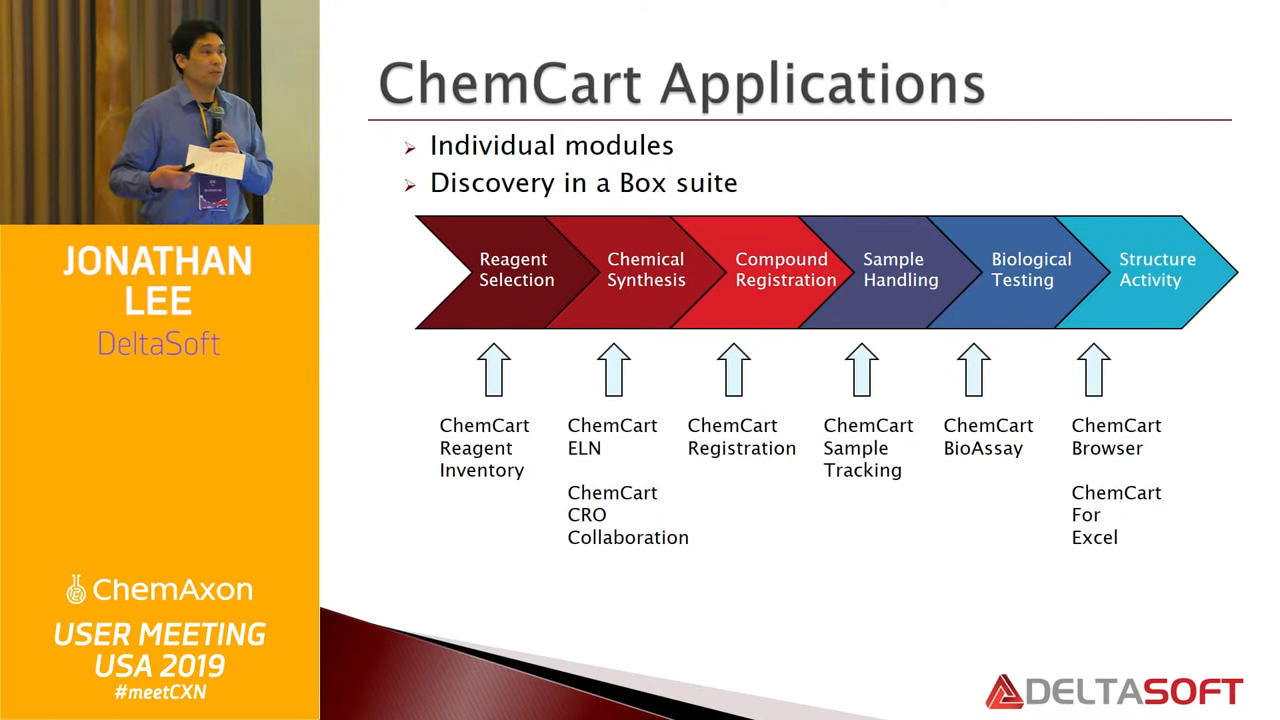 JONATHAN
LEE
DeltaSoft
ChemAxon
USER MEETING
USA 2019
#meetCXN
ChemCart Applications
Individual modules
Discovery in a Box suite
Reagent
Selection
Chemical
Synthesis
Compound
Registration
Sample
Handling
Biological
Testing
Structure
Activity
ChemCart
Reagent
Inventory
ChemCart
ELN
ChemCart
CRO
Collaboration
ChemCart
Registration
ChemCart
Sample
Tracking
ChemCart
BioAssay
ChemCart
Browser
ChemCart
For
Excel
DELTASOFT